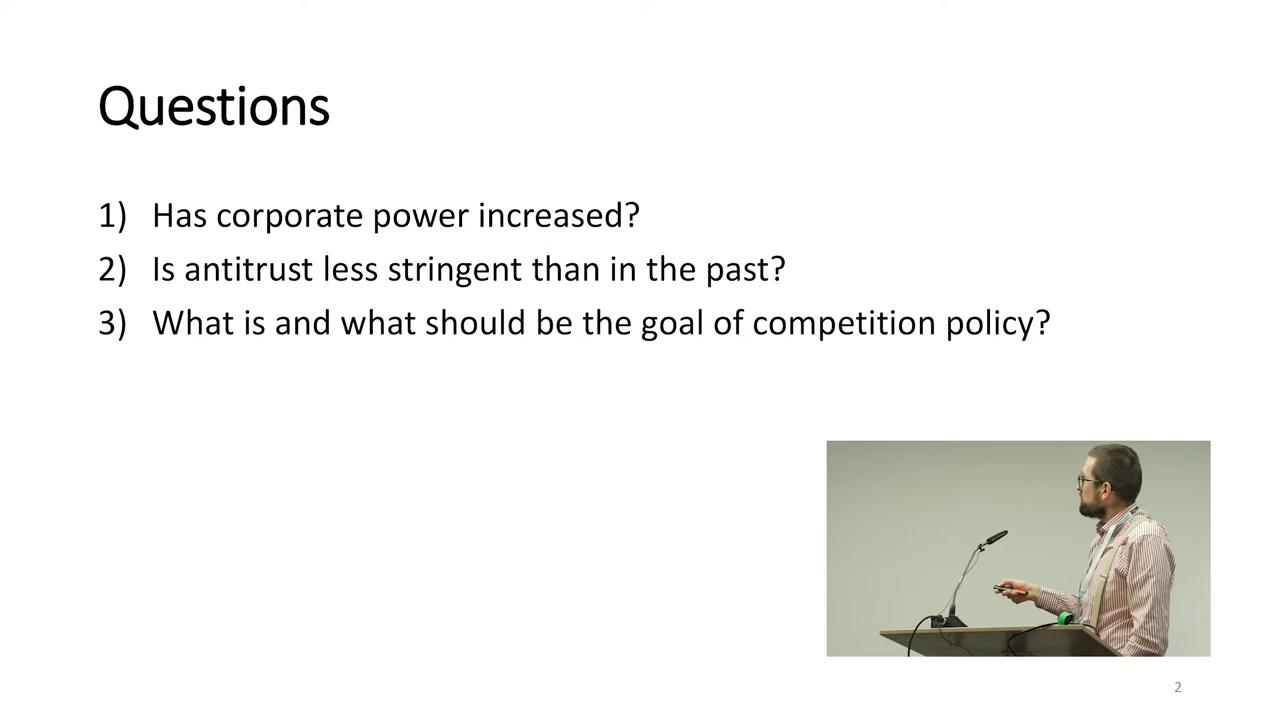 Questions
1) Has corporate power increased?
2) Is antitrust less stringent than in the past?
3) What is and what should be the goal of competition policy?
2